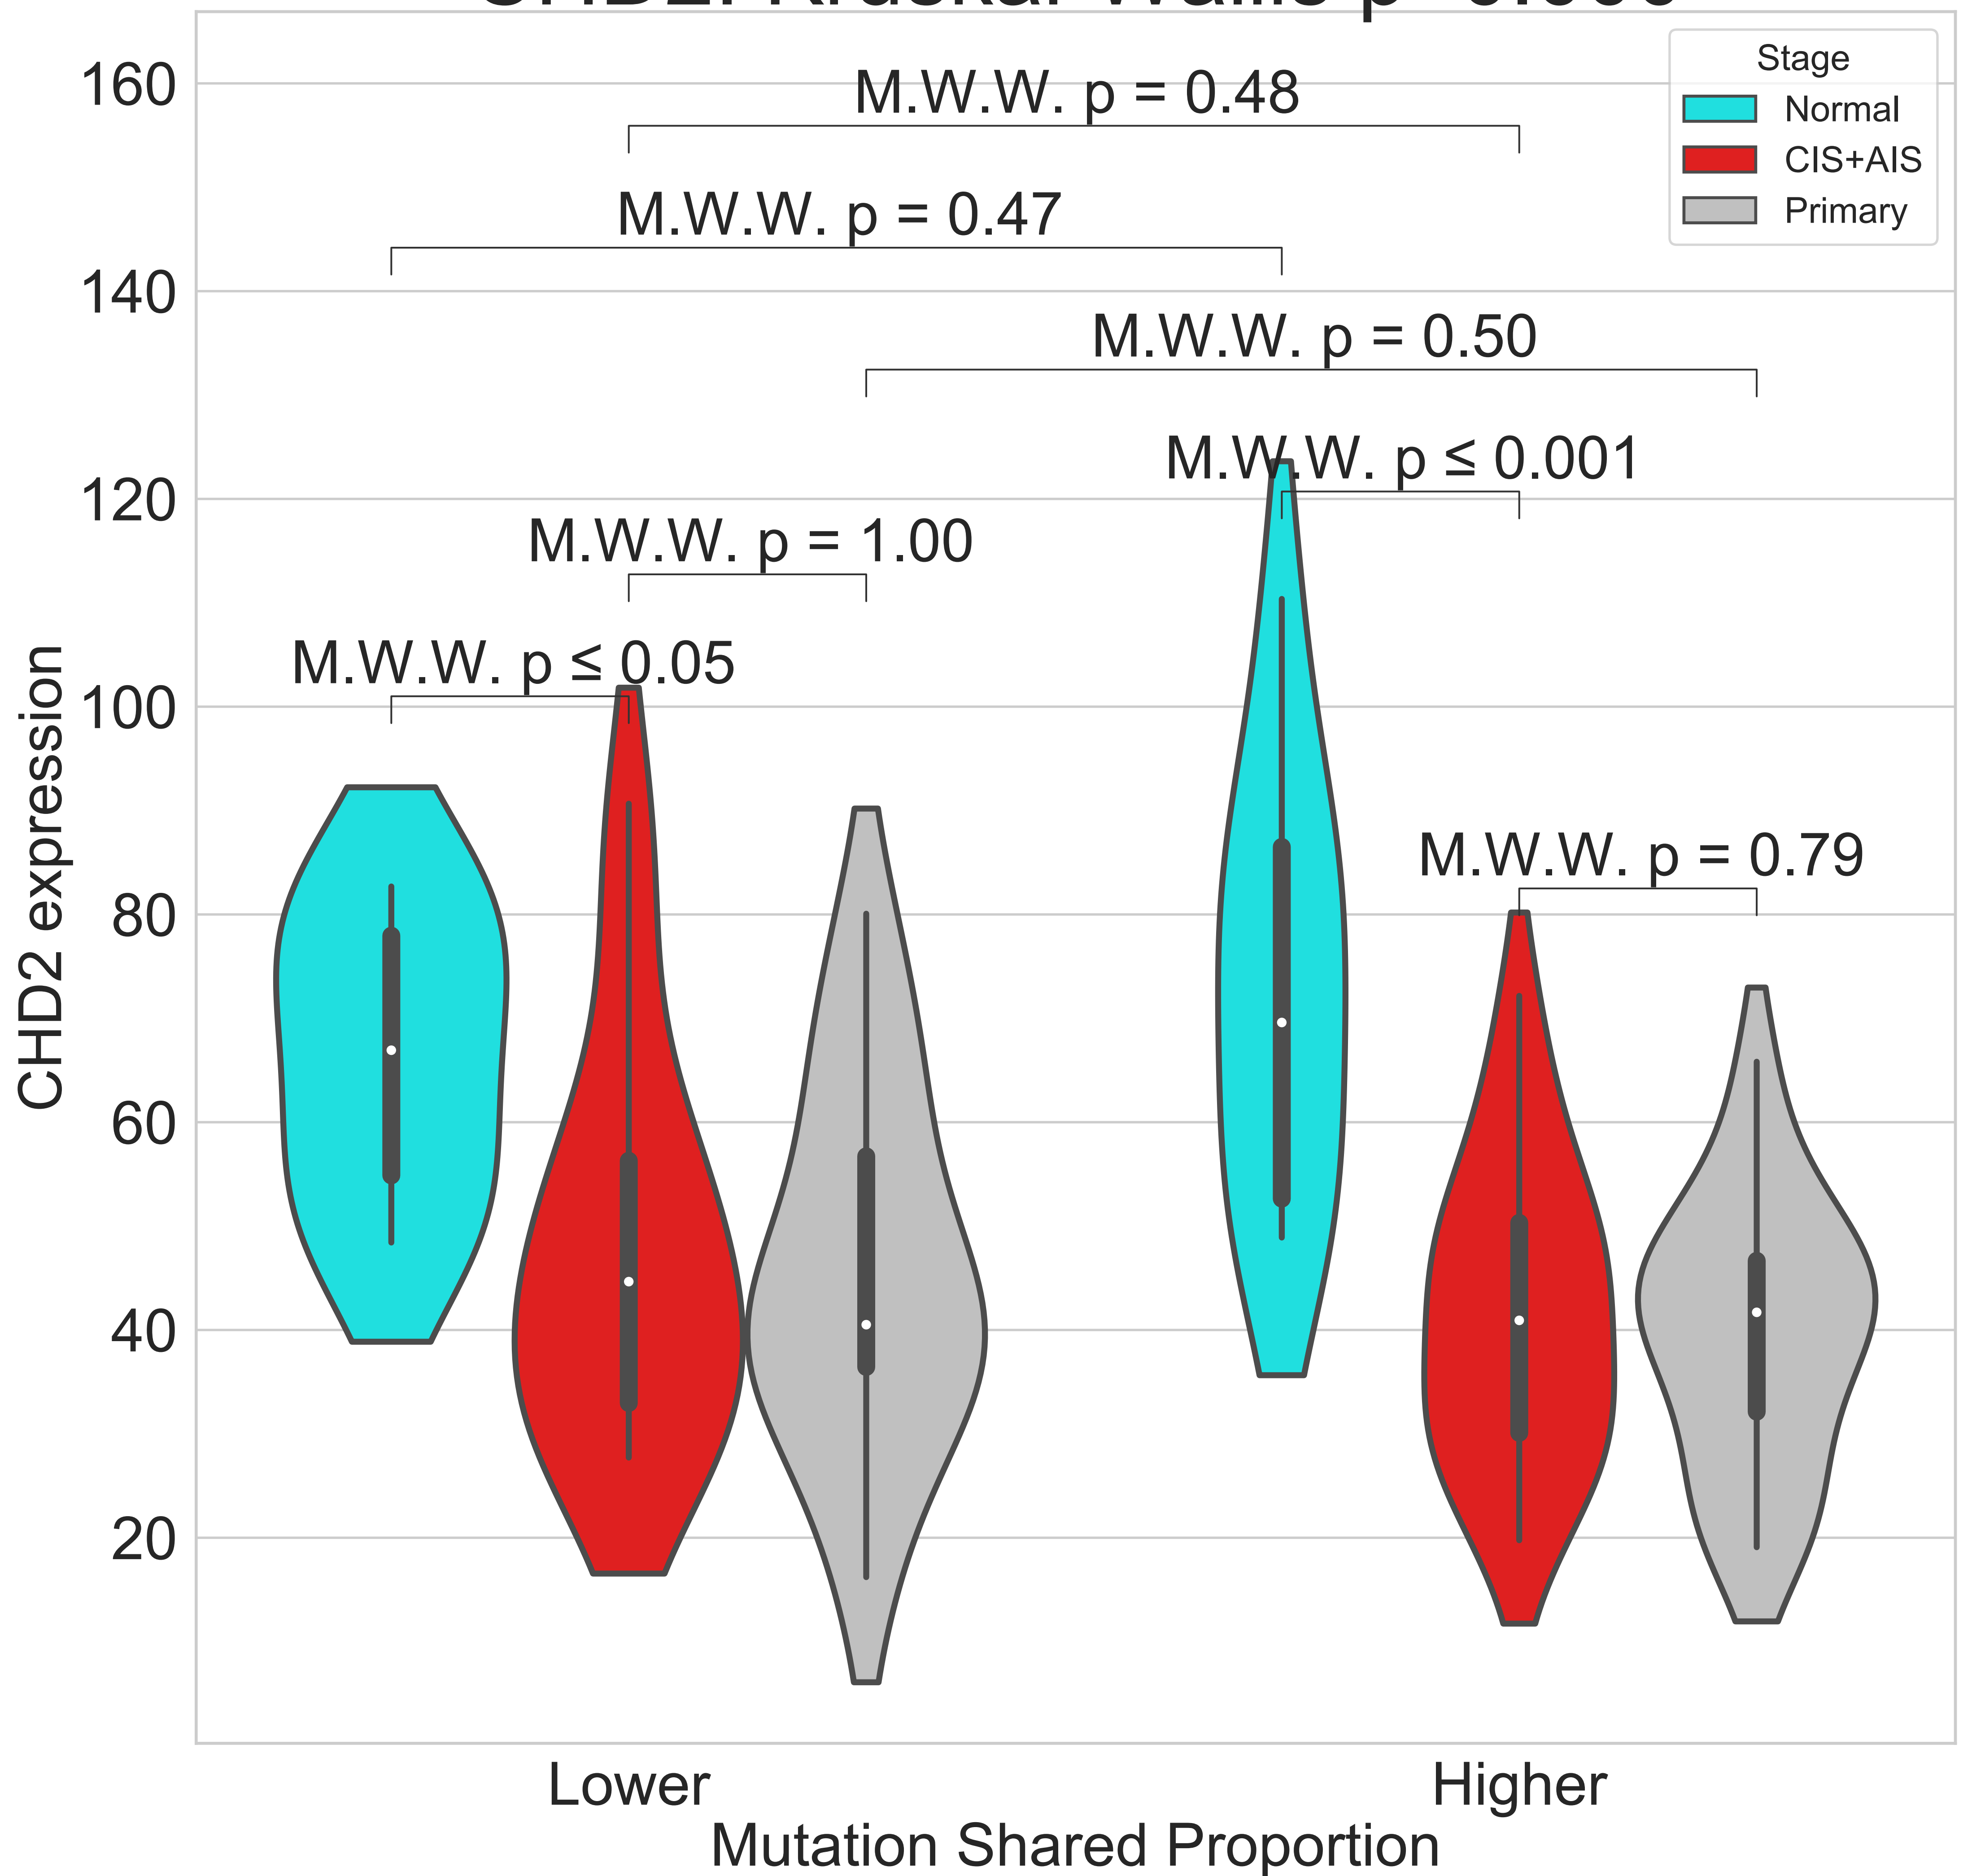 Stage
Normal
CIS+AIS
Primary
M.W.W. p = 0.48
M.W.W. p = 0.47
M.W.W. p = 0.50
M.W.W. p ≤ 0.001
M.W.W. p = 1.00
M.W.W. p ≤ 0.05
M.W.W. p = 0.79
CHD2 expression
160
140
120
100
80
60
40
20
Lower
Higher
Mutation Shared Proportion